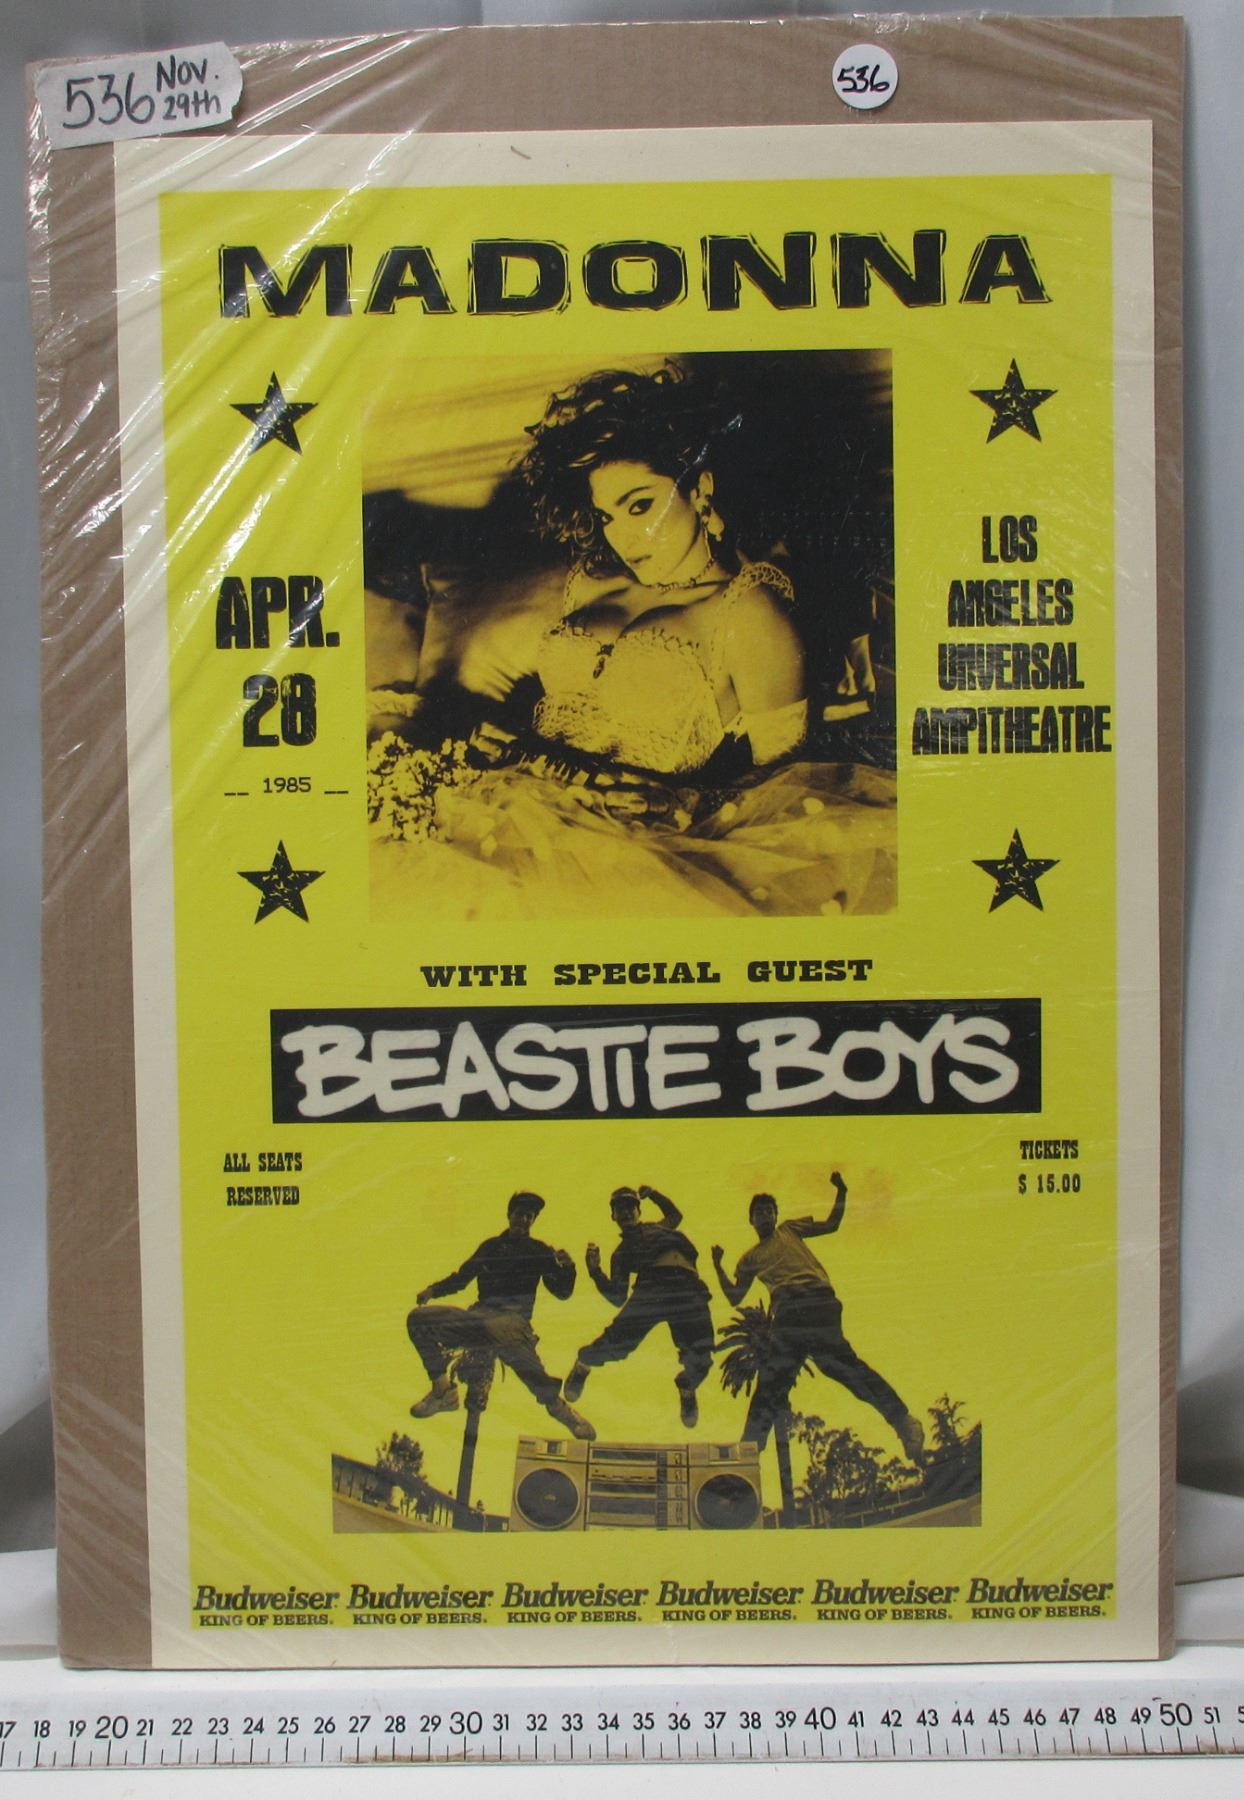 536 Nov.
29th
536
MADONNA
APR.
28
__ 1985 __
LOS
ANGELES
UNVERSAL
AMPITHEATRE
WITH SPECIAL GUEST
BEASTIE BOYS
ALL SEATS
RESERVED
TICKETS
$ 15.00
Budweiser. Budweiser. Budweiser. Budweiser. Budweiser. Budweiser.
KING OF BEERS. KING OF BEERS. KING OF BEERS. KING OF BEERS. KING OF BEERS. KING OF BEERS.
17 18 19 20 21 22 23 24 25 26 27 28 29 30 31 32 33 34 35 36 37 38 39 40 41 42 43 44 45 46 47 48 49 50 51